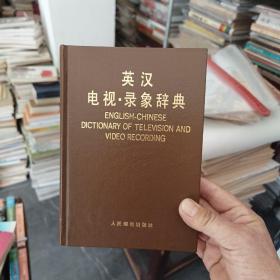 英汉
电视·录象辞典
ENGLISH-CHINESE
DICTIONARY OF TELEVISION AND
VIDEO RECORDING
人民邮电出版社